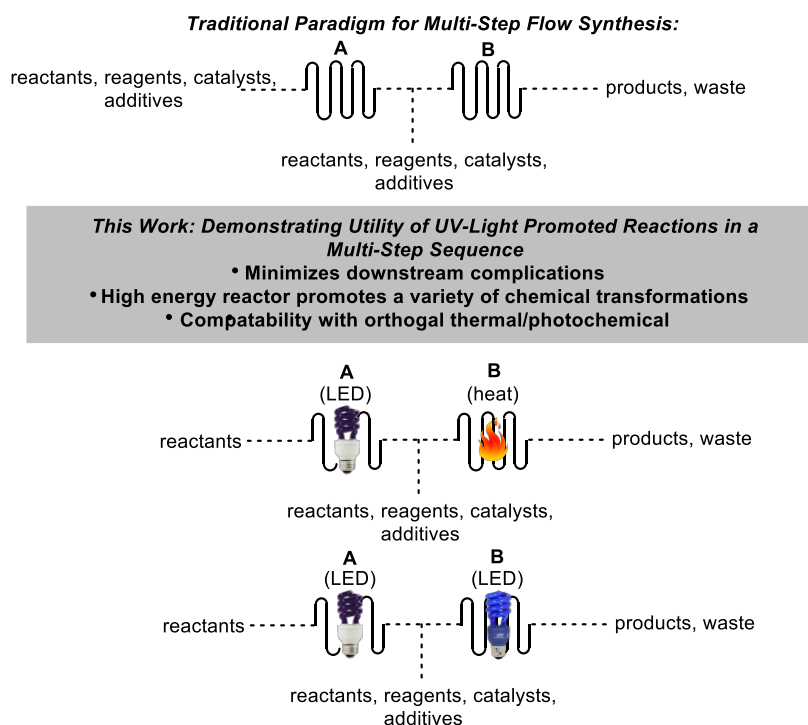 Traditional Paradigm for Multi-Step Flow Synthesis:
A
B
reactants, reagents, catalysts,
additives
products, waste
reactants, reagents, catalysts,
additives
This Work: Demonstrating Utility of UV-Light Promoted Reactions in a
Multi-Step Sequence
• Minimizes downstream complications
• High energy reactor promotes a variety of chemical transformations
• Compatability with orthogal thermal/photochemical
A
(LED)
B
(heat)
reactants
products, waste
reactants, reagents, catalysts,
additives
A
(LED)
B
(LED)
reactants
products, waste
reactants, reagents, catalysts,
additives